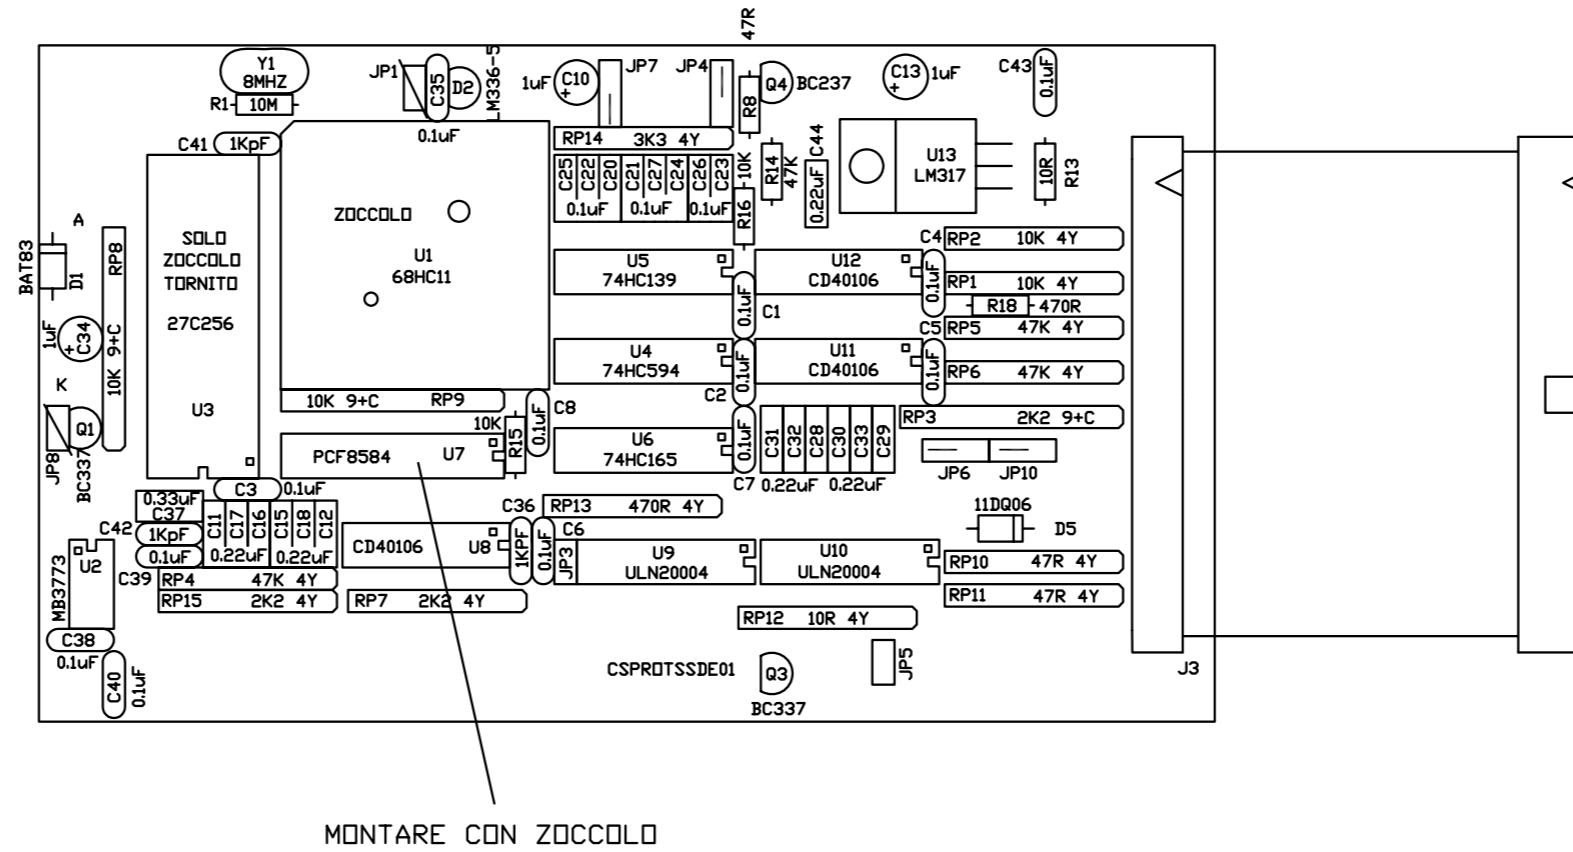 47R
Y1
8MHZ
R1
10M
JP1
C35
D2
LM336-5
0.1uF
1uF
C10
+
JP7
JP4
R8
Q4
BC237
C13
+
1uF
C43
0.1uF
C41
1KpF
RP14 3K3 4Y
C25
C22
C20
C21
C27
C24
C26
C23
0.1uF
0.1uF
0.1uF
10K
R16
R14
47K
C44
0.22uF
U13
LM317
10R
R13
A
BAT83
D1
RP8
10K 9+C
SOLO
ZOCCOLO
TORNITO
27C256
U3
ZOCCOLO
U1
68HC11
U5
74HC139
0.1uF
C1
U12
CD40106
C4
0.1uF
RP2 10K 4Y
RP1 10K 4Y
R18
470R
C5
RP5 47K 4Y
1uF
+
C34
K
JP8
Q1
BC337
U4
74HC594
C2
0.1uF
U11
CD40106
0.1uF
RP6 47K 4Y
10K 9+C RP9
10K
R15
0.1uF
C8
RP3 2K2 9+C
PCF8584 U7
U6
74HC165
0.1uF
C7
C31
C32
C28
C30
C33
C29
0.22uF
0.22uF
JP6
JP10
C3
0.1uF
0.33uF
C37
C42
1KpF
0.1uF
C39
C11
C17
C16
C15
C18
C12
0.22uF
0.22uF
C36
1KPF
0.1uF
C6
RP13 470R 4Y
11DQ06
D5
CD40106 U8
JP3
U9
ULN20004
U10
ULN20004
RP10 47R 4Y
RP11 47R 4Y
U2
MB3773
RP4 47K 4Y
RP15 2K2 4Y
RP7 2K2 4Y
RP12 10R 4Y
C38
0.1uF
C40
0.1uF
CSPROTSSDE01
Q3
BC337
JP5
J3
MONTARE CON ZOCCOLO